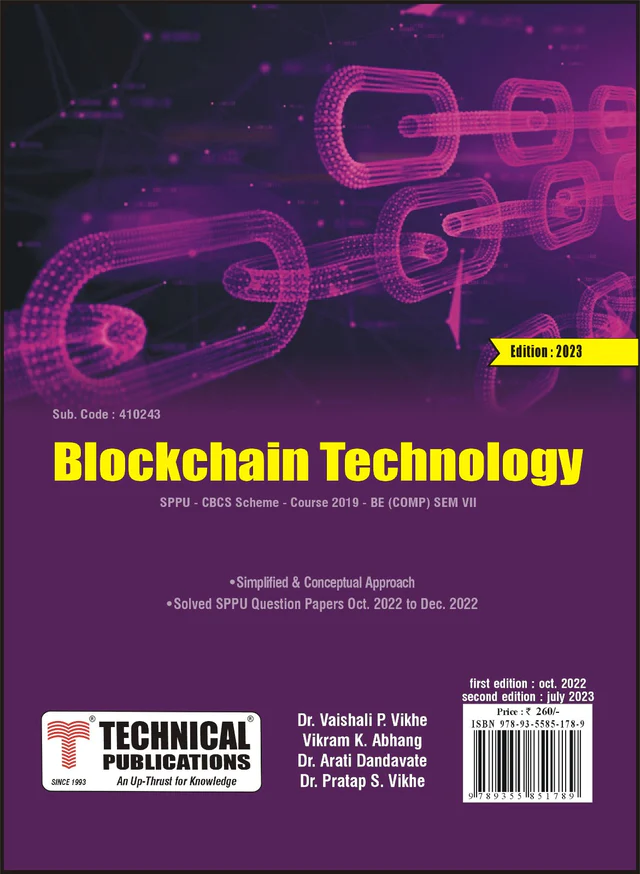 Edition : 2023
Sub. Code : 410243
Blockchain Technology
SPPU - CBCS Scheme - Course 2019 - BE (COMP) SEM VII
•Simplified & Conceptual Approach
•Solved SPPU Question Papers Oct. 2022 to Dec. 2022
first edition : oct. 2022
second edition : july 2023
Price : ₹ 260/-
ISBN 978-93-5585-178-9
9 789355 851789
Dr. Vaishali P. Vikhe
Vikram K. Abhang
Dr. Arati Dandavate
Dr. Pratap S. Vikhe
® TECHNICAL ®
PUBLICATIONS
SINCE 1993 An Up-Thrust for Knowledge